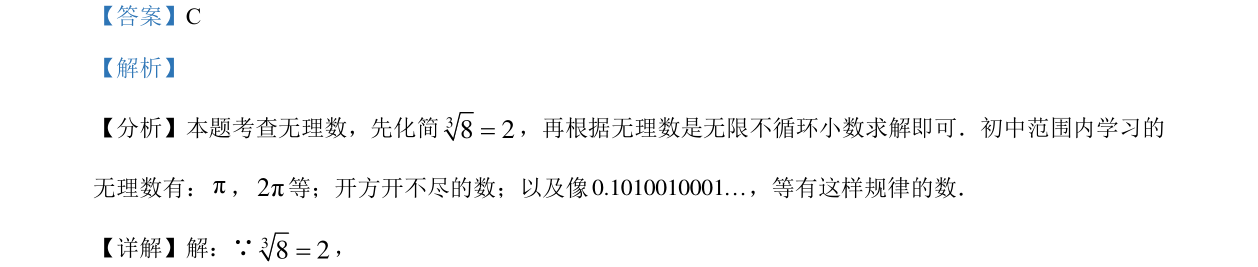 【答案】C
【解析】
【分析】本题考查无理数，先化简∛8 = 2，再根据无理数是无限不循环小数求解即可．初中范围内学习的
无理数有：π，2π等；开方开不尽的数；以及像0.1010010001…，等有这样规律的数．
【详解】解：∵∛8 = 2，